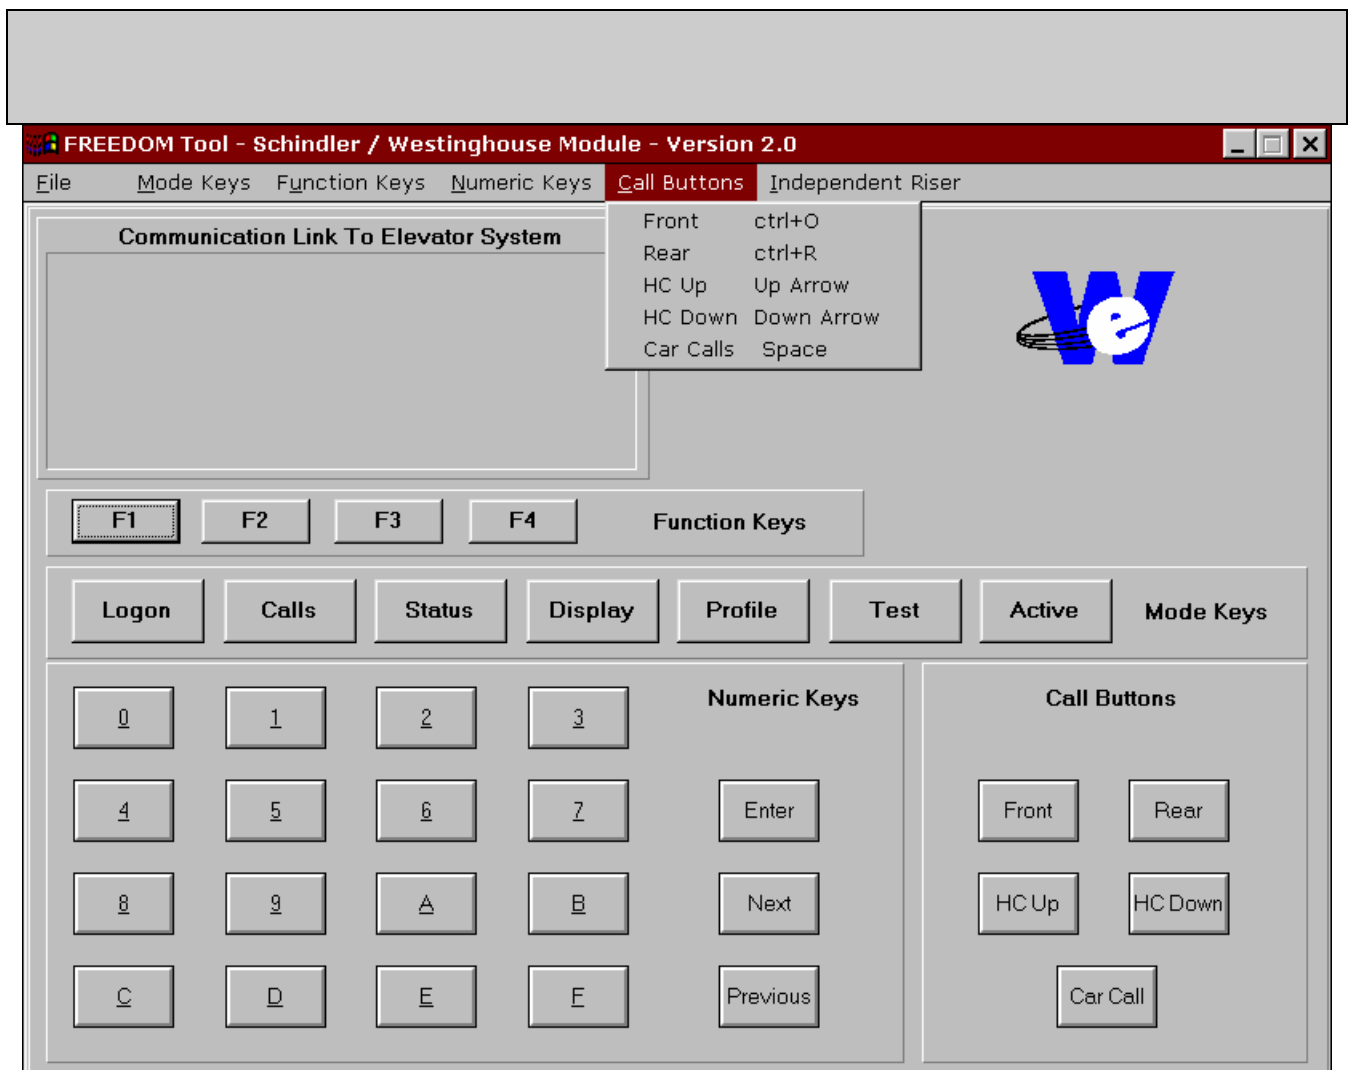 FREEDOM Tool - Schindler / Westinghouse Module - Version 2.0
File Mode Keys Function Keys Numeric Keys Call Buttons Independent Riser
Communication Link To Elevator System
Front ctrl+O
Rear ctrl+R
HC Up Up Arrow
HC Down Down Arrow
Car Calls Space
We
F1 F2 F3 F4 Function Keys
Logon Calls Status Display Profile Test Active Mode Keys
Numeric Keys Call Buttons
0 1 2 3
4 5 6 7 Enter Front Rear
8 9 A B Next HC Up HC Down
C D E F Previous Car Call